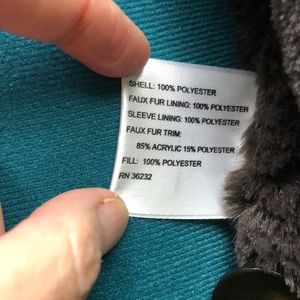 SHELL: 100% POLYESTER
FAUX FUR LINING: 100% POLYESTER
SLEEVE LINING: 100% POLYESTER
FAUX FUR TRIM:
85% ACRYLIC 15% POLYESTER
FILL: 100% POLYESTER
RN 36232